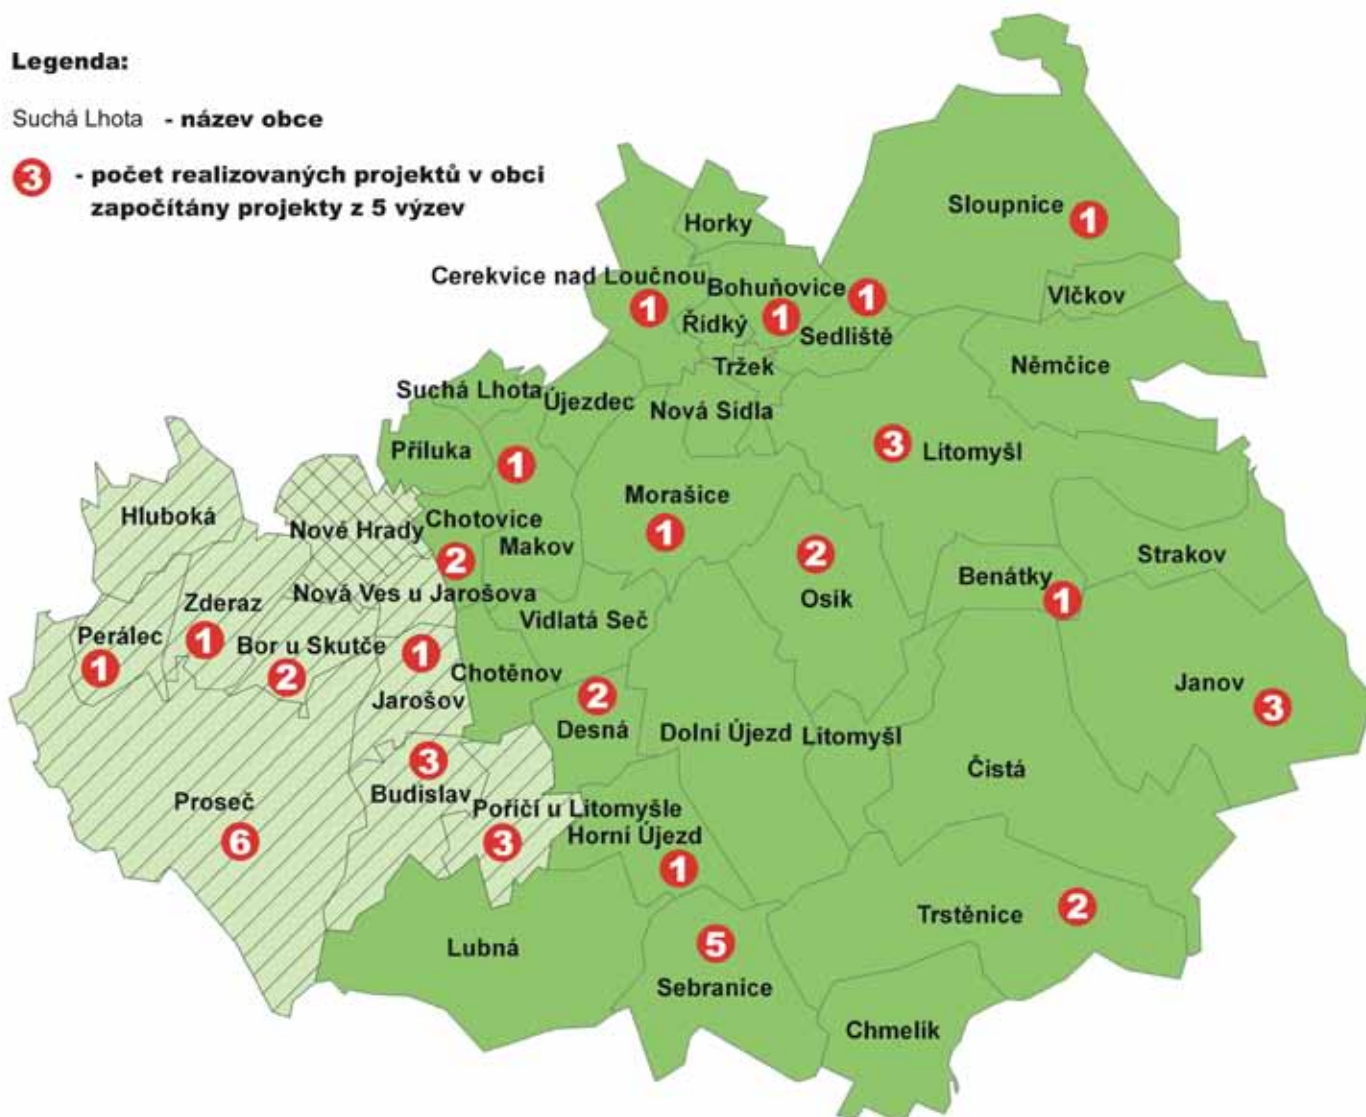 Legenda:
Suchá Lhota - název obce
3 - počet realizovaných projektů v obci
započítány projekty z 5 výzev
Sloupnice
1
Horky
Cerekvice nad Loučnou
1
Bohuňovice
1
1
Vlčkov
Řídký
Sedliště
Tržek
Němčice
Suchá Lhota
Újezdec
Nová Sídla
Příluka
1
3
Litomyšl
Morašice
1
Hluboká
Nové Hrady
Chotovice
2
Makov
2
Osík
Strakov
Benátky
1
Zderaz
1
Nová Ves u Jarošova
Vidlatá Seč
Perálec
1
Bor u Skutče
2
1
Jarošov
Chotěnov
2
Desná
Dolní Újezd
Litomyšl
Janov
3
Čistá
3
Budislav
Proseč
6
Poříčí u Litomyšle
3
Horní Újezd
1
Trstěnice
2
Lubná
5
Sebranice
Chmelík